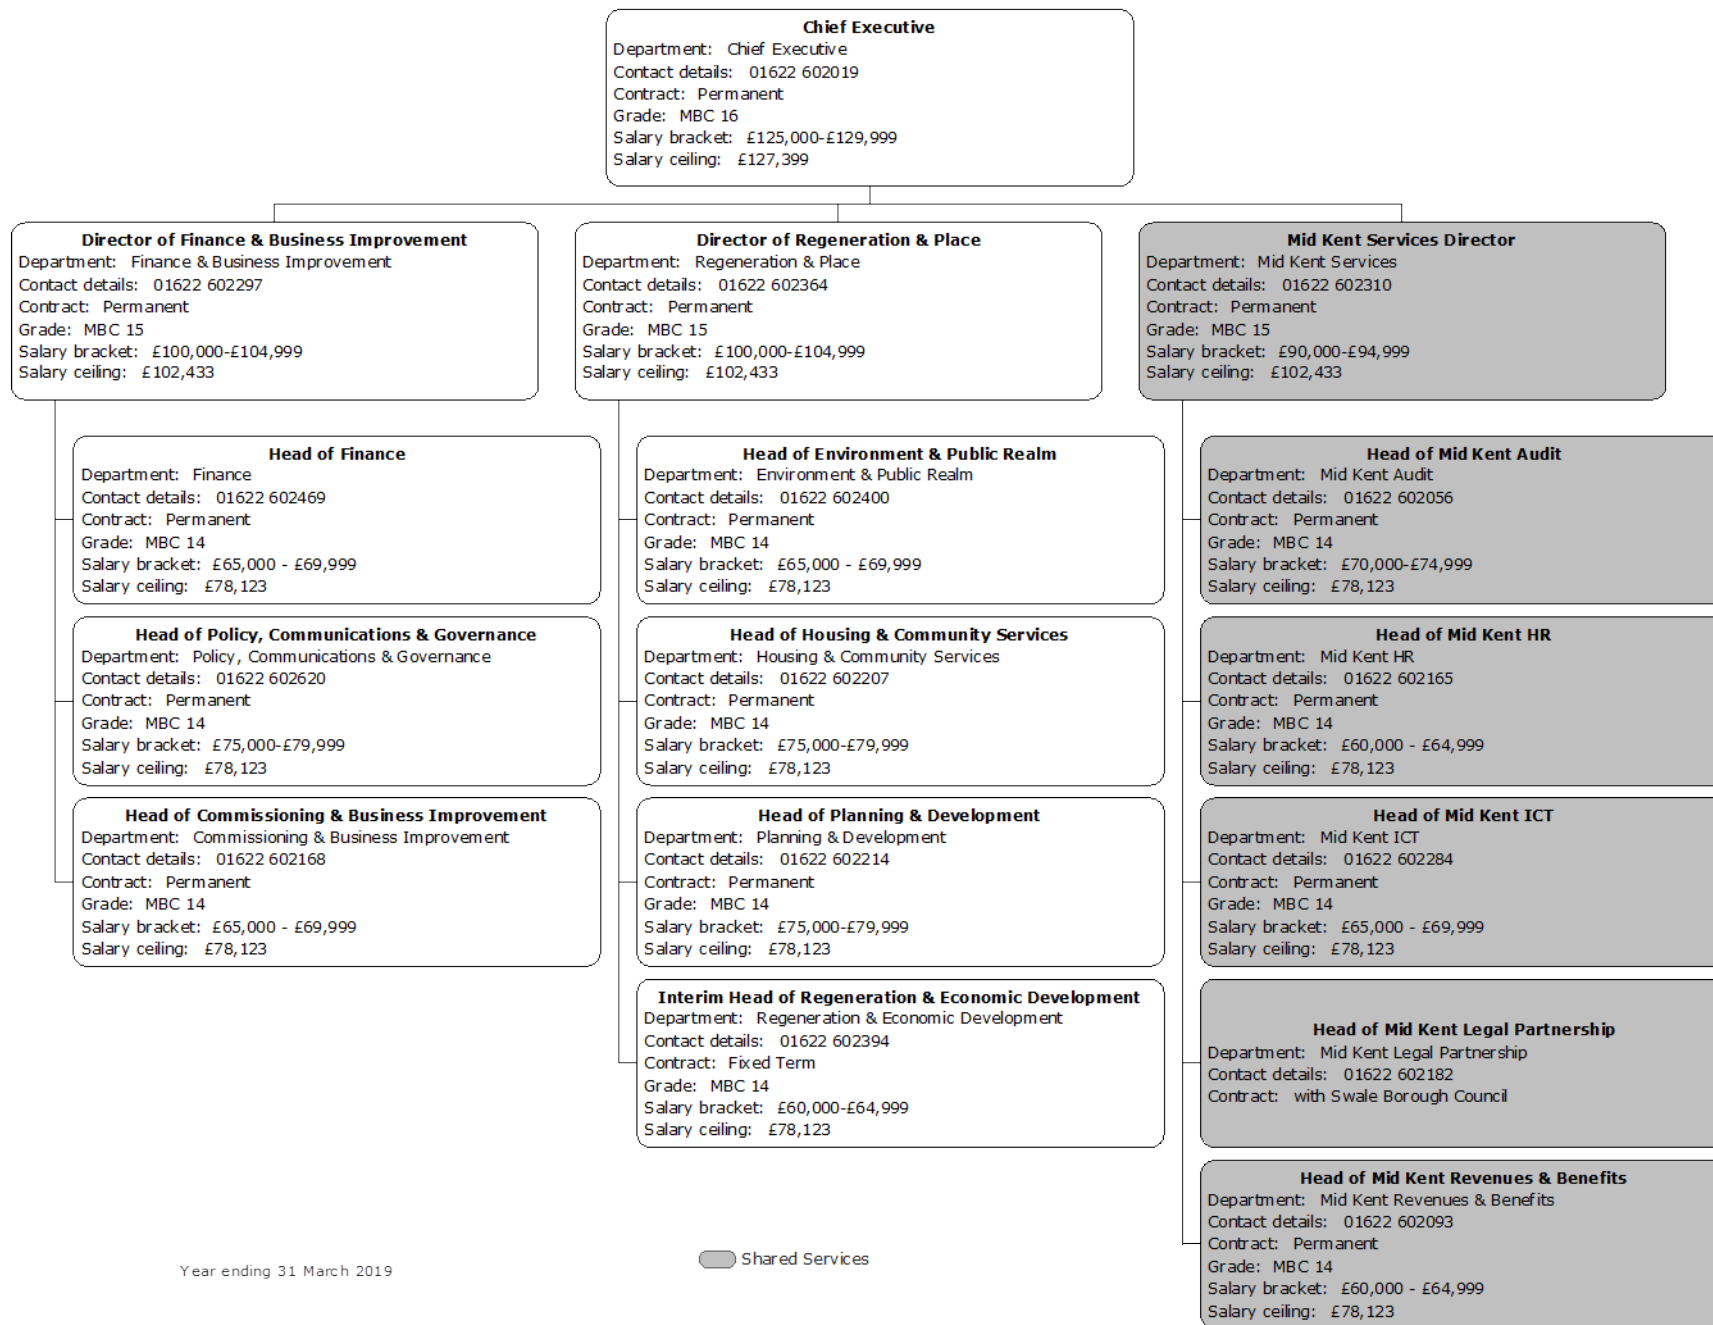 Chief Executive
Department: Chief Executive
Contact details: 01622 602019
Contract: Permanent
Grade: MBC 16
Salary bracket: £125,000-£129,999
Salary ceiling: £127,399
Director of Finance & Business Improvement
Department: Finance & Business Improvement
Contact details: 01622 602297
Contract: Permanent
Grade: MBC 15
Salary bracket: £100,000-£104,999
Salary ceiling: £102,433
Head of Finance
Department: Finance
Contact details: 01622 602469
Contract: Permanent
Grade: MBC 14
Salary bracket: £65,000 - £69,999
Salary ceiling: £78,123
Head of Policy, Communications & Governance
Department: Policy, Communications & Governance
Contact details: 01622 602620
Contract: Permanent
Grade: MBC 14
Salary bracket: £75,000-£79,999
Salary ceiling: £78,123
Head of Commissioning & Business Improvement
Department: Commissioning & Business Improvement
Contact details: 01622 602168
Contract: Permanent
Grade: MBC 14
Salary bracket: £65,000 - £69,999
Salary ceiling: £78,123
Director of Regeneration & Place
Department: Regeneration & Place
Contact details: 01622 602364
Contract: Permanent
Grade: MBC 15
Salary bracket: £100,000-£104,999
Salary ceiling: £102,433
Head of Environment & Public Realm
Department: Environment & Public Realm
Contact details: 01622 602400
Contract: Permanent
Grade: MBC 14
Salary bracket: £65,000 - £69,999
Salary ceiling: £78,123
Head of Housing & Community Services
Department: Housing & Community Services
Contact details: 01622 602207
Contract: Permanent
Grade: MBC 14
Salary bracket: £75,000-£79,999
Salary ceiling: £78,123
Head of Planning & Development
Department: Planning & Development
Contact details: 01622 602214
Contract: Permanent
Grade: MBC 14
Salary bracket: £75,000-£79,999
Salary ceiling: £78,123
Interim Head of Regeneration & Economic Development
Department: Regeneration & Economic Development
Contact details: 01622 602394
Contract: Fixed Term
Grade: MBC 14
Salary bracket: £60,000-£64,999
Salary ceiling: £78,123
Mid Kent Services Director
Department: Mid Kent Services
Contact details: 01622 602310
Contract: Permanent
Grade: MBC 15
Salary bracket: £90,000-£94,999
Salary ceiling: £102,433
Head of Mid Kent Audit
Department: Mid Kent Audit
Contact details: 01622 602056
Contract: Permanent
Grade: MBC 14
Salary bracket: £70,000-£74,999
Salary ceiling: £78,123
Head of Mid Kent HR
Department: Mid Kent HR
Contact details: 01622 602165
Contract: Permanent
Grade: MBC 14
Salary bracket: £60,000 - £64,999
Salary ceiling: £78,123
Head of Mid Kent ICT
Department: Mid Kent ICT
Contact details: 01622 602284
Contract: Permanent
Grade: MBC 14
Salary bracket: £65,000 - £69,999
Salary ceiling: £78,123
Head of Mid Kent Legal Partnership
Department: Mid Kent Legal Partnership
Contact details: 01622 602182
Contract: with Swale Borough Council
Head of Mid Kent Revenues & Benefits
Department: Mid Kent Revenues & Benefits
Contact details: 01622 602093
Contract: Permanent
Grade: MBC 14
Salary bracket: £60,000 - £64,999
Salary ceiling: £78,123
Shared Services
Year ending 31 March 2019